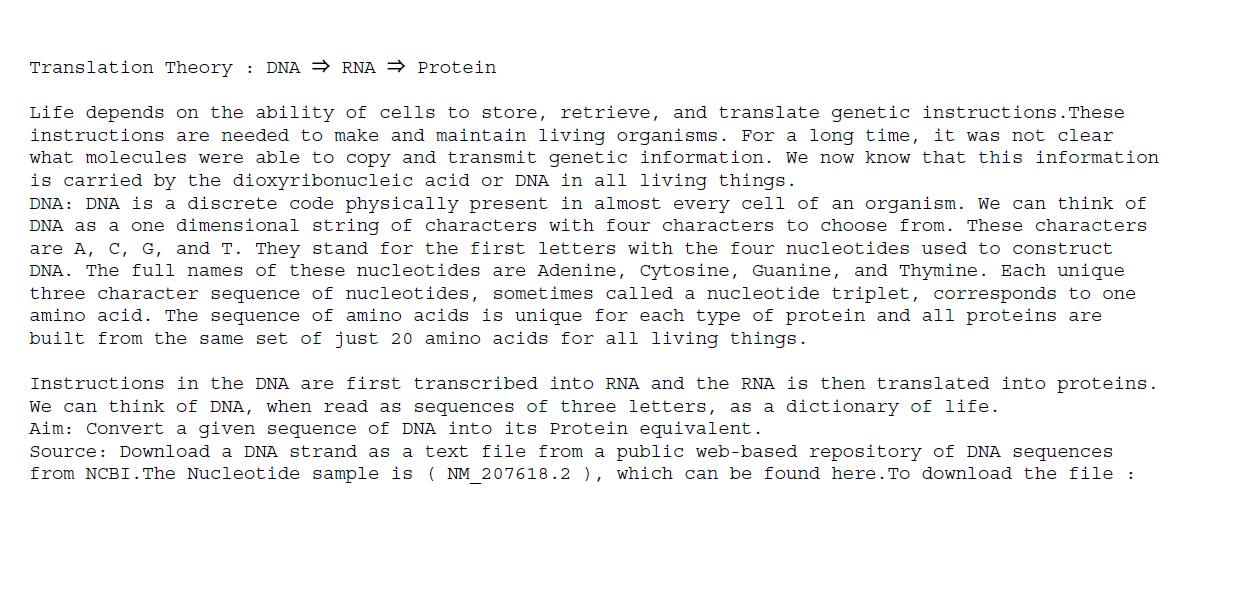 Translation Theory : DNA ⇒ RNA ⇒ Protein
Life depends on the ability of cells to store, retrieve, and translate genetic instructions.These
instructions are needed to make and maintain living organisms. For a long time, it was not clear
what molecules were able to copy and transmit genetic information. We now know that this information
is carried by the dioxyribonucleic acid or DNA in all living things.
DNA: DNA is a discrete code physically present in almost every cell of an organism. We can think of
DNA as a one dimensional string of characters with four characters to choose from. These characters
are A, C, G, and T. They stand for the first letters with the four nucleotides used to construct
DNA. The full names of these nucleotides are Adenine, Cytosine, Guanine, and Thymine. Each unique
three character sequence of nucleotides, sometimes called a nucleotide triplet, corresponds to one
amino acid. The sequence of amino acids is unique for each type of protein and all proteins are
built from the same set of just 20 amino acids for all living things.
Instructions in the DNA are first transcribed into RNA and the RNA is then translated into proteins.
We can think of DNA, when read as sequences of three letters, as a dictionary of life.
Aim: Convert a given sequence of DNA into its Protein equivalent.
Source: Download a DNA strand as a text file from a public web-based repository of DNA sequences
from NCBI.The Nucleotide sample is ( NM_207618.2 ), which can be found here.To download the file :